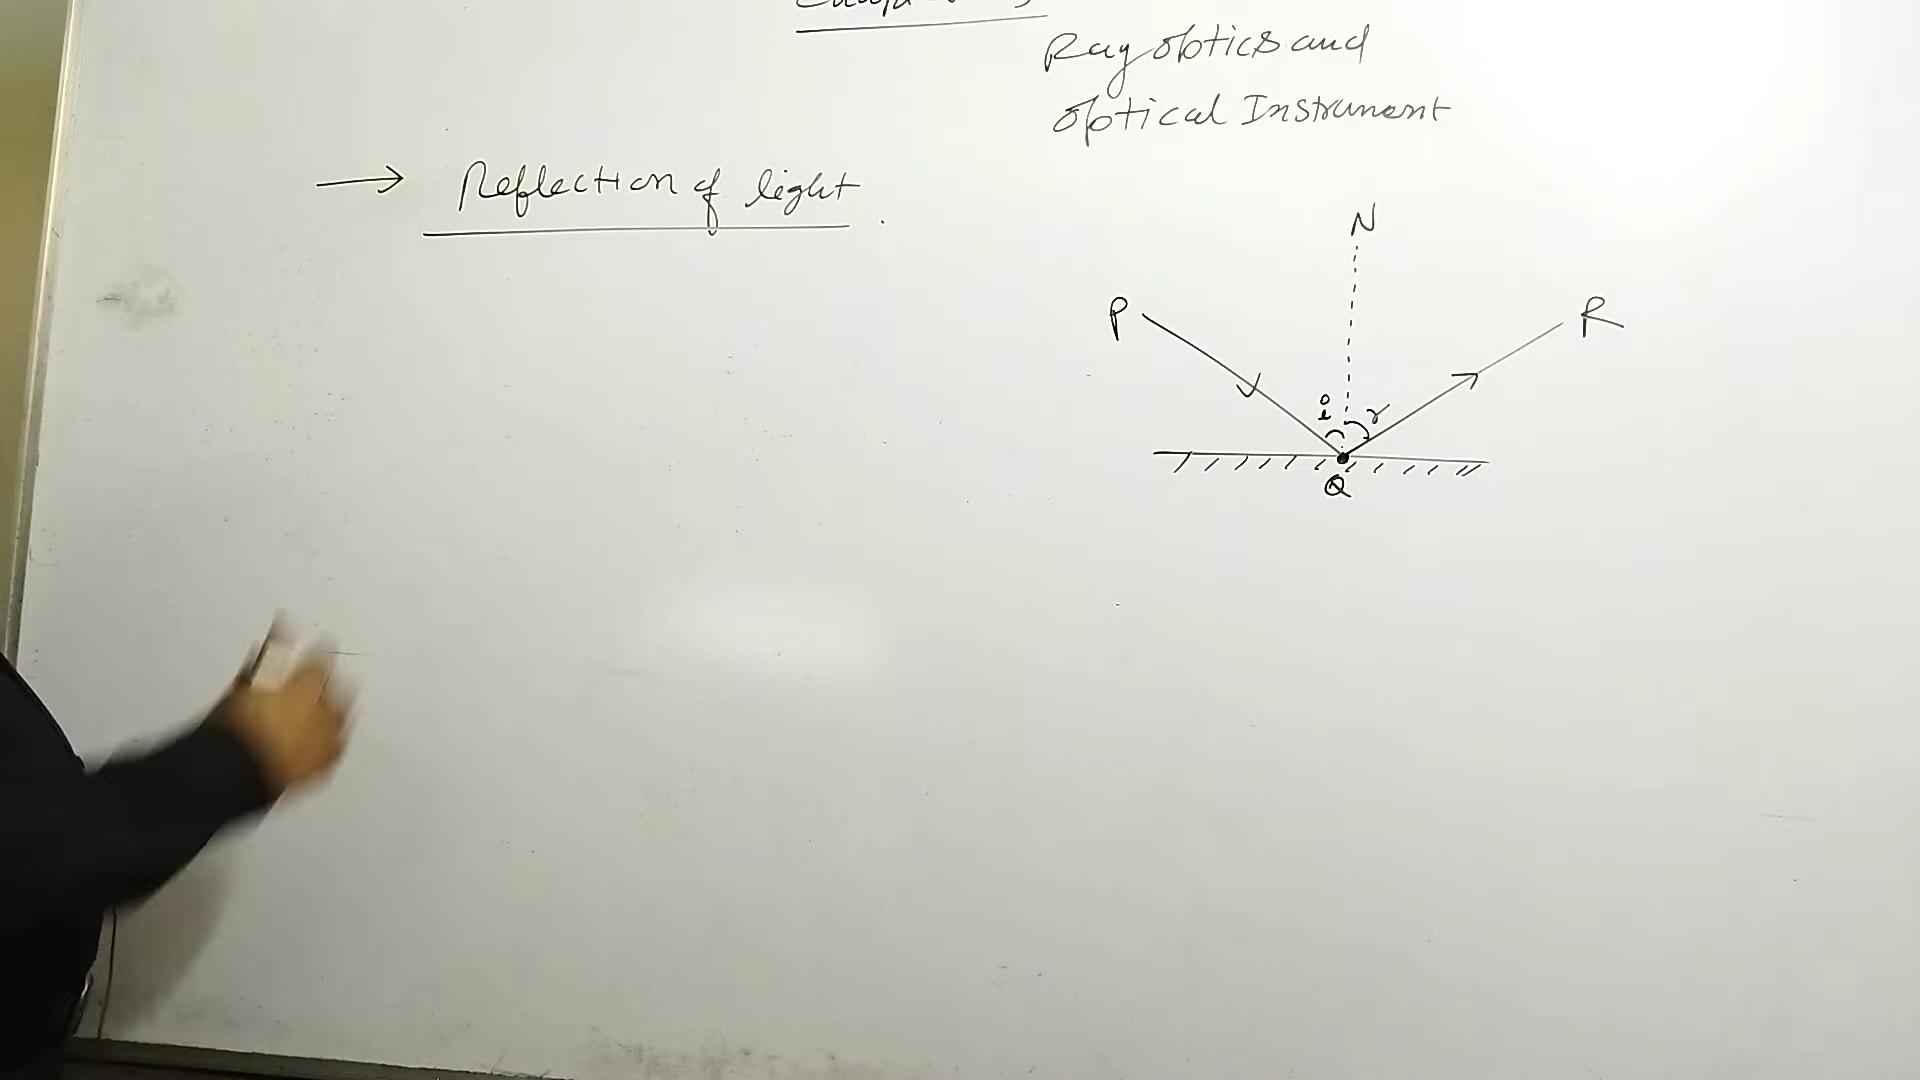 Ray optics and
optical Instrument
→ Reflection of light
N
P
R
i
r
Q